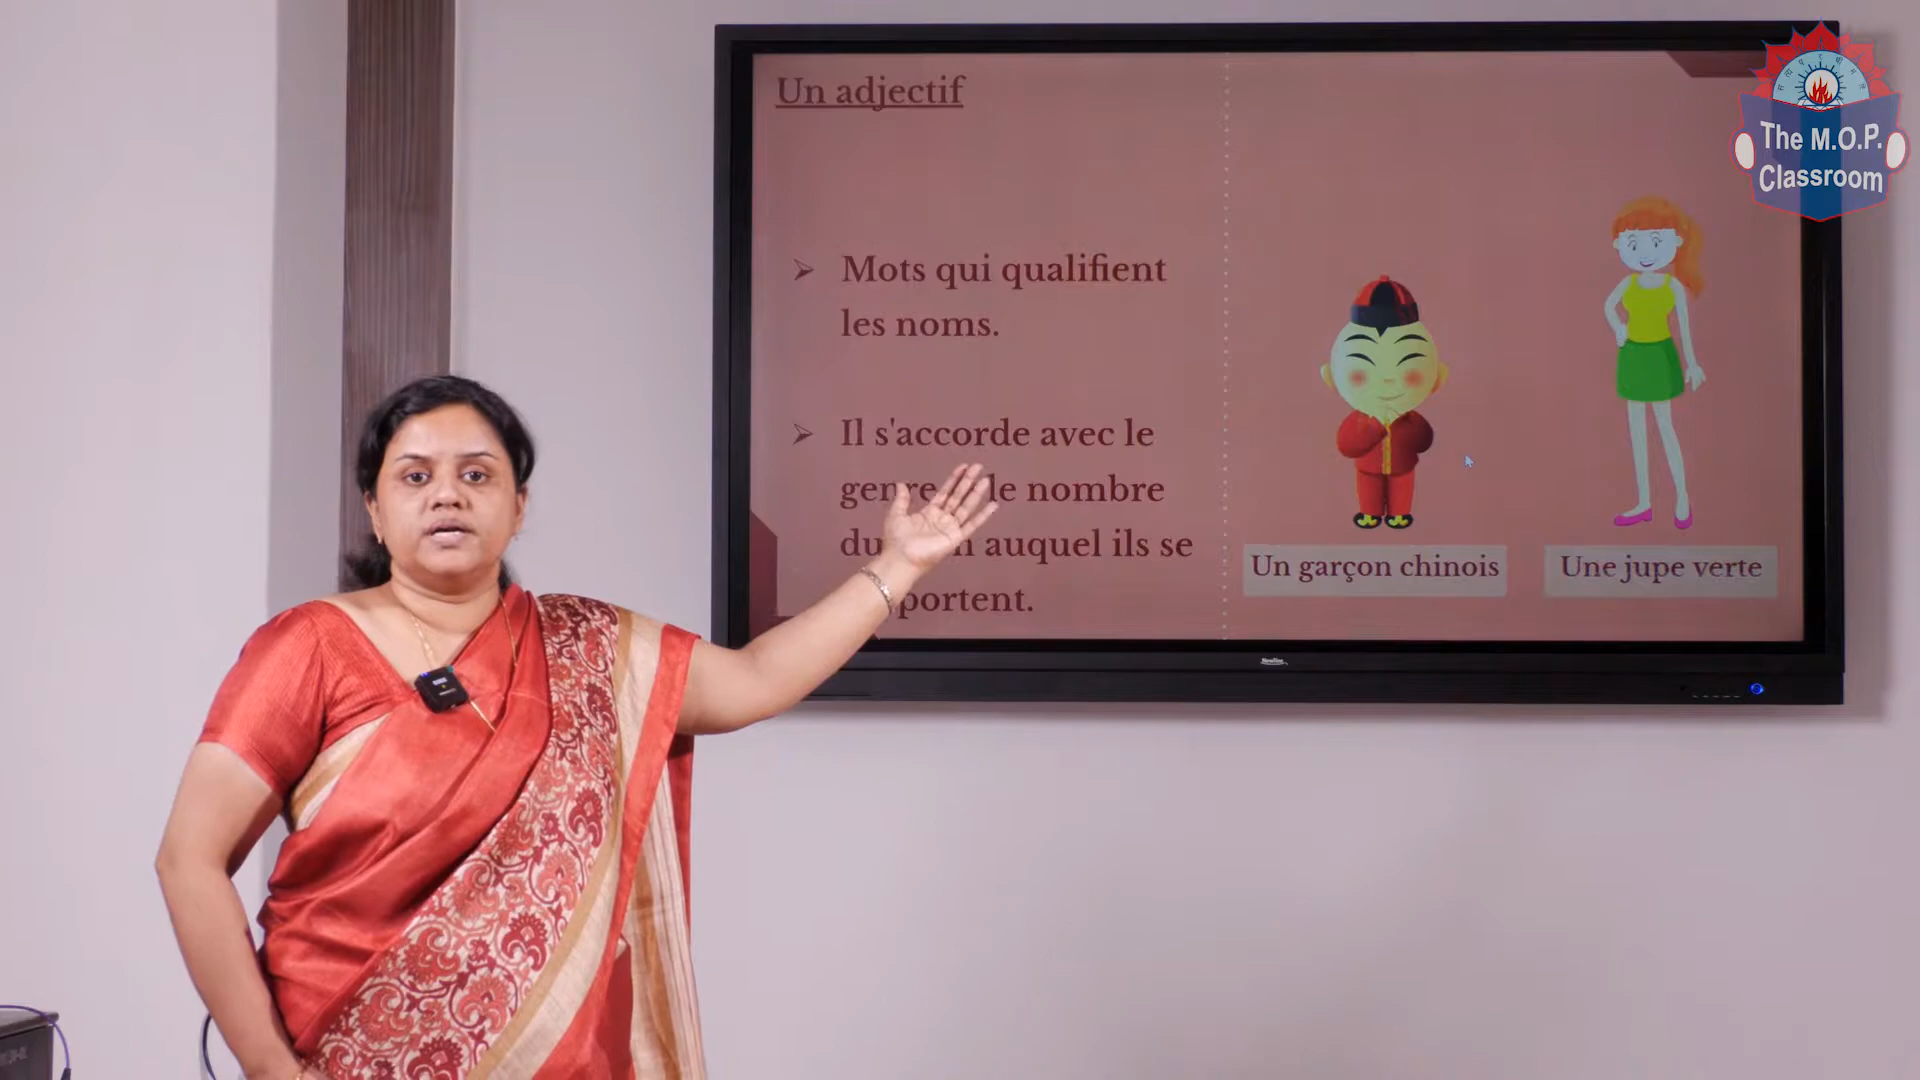 Un adjectif
Mots qui qualifient
les noms.
Il s'accorde avec le
genre le nombre
du auquel ils se
portent.
Un garçon chinois
Une jupe verte
The M.O.P.
Classroom